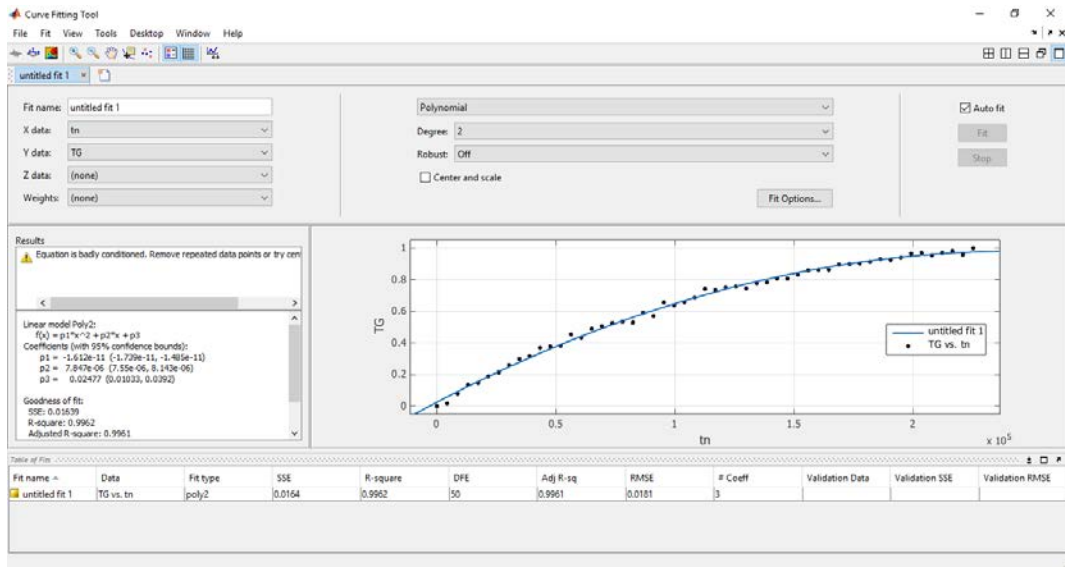 Curve Fitting Tool
File Fit View Tools Desktop Window Help
untitled fit 1
Fit name: untitled fit 1
X data: tn
Y data: TG
Z data: (none)
Weights: (none)
Polynomial
Degree: 2
Robust: Off
Center and scale
Fit Options...
Auto fit
Fit
Stop
Results
Equation is badly conditioned. Remove repeated data points or try cen
Linear model Poly2:
f(x) = p1*x^2 + p2*x + p3
Coefficients (with 95% confidence bounds):
p1 = -1.612e-11 (-1.739e-11, -1.485e-11)
p2 = 7.847e-06 (7.55e-06, 8.143e-06)
p3 = 0.02477 (0.01033, 0.0392)
Goodness of fit:
SSE: 0.01639
R-square: 0.9962
Adjusted R-square: 0.9961
1
0.8
0.6
0.4
0.2
0
TG
0 0.5 1 1.5 2
tn
x 10^5
untitled fit 1
TG vs. tn
Table of Fits
Fit name Data Fit type SSE R-square DFE Adj R-sq RMSE # Coeff Validation Data Validation SSE Validation RMSE
untitled fit 1 TG vs. tn poly2 0.0164 0.9962 50 0.9961 0.0181 3